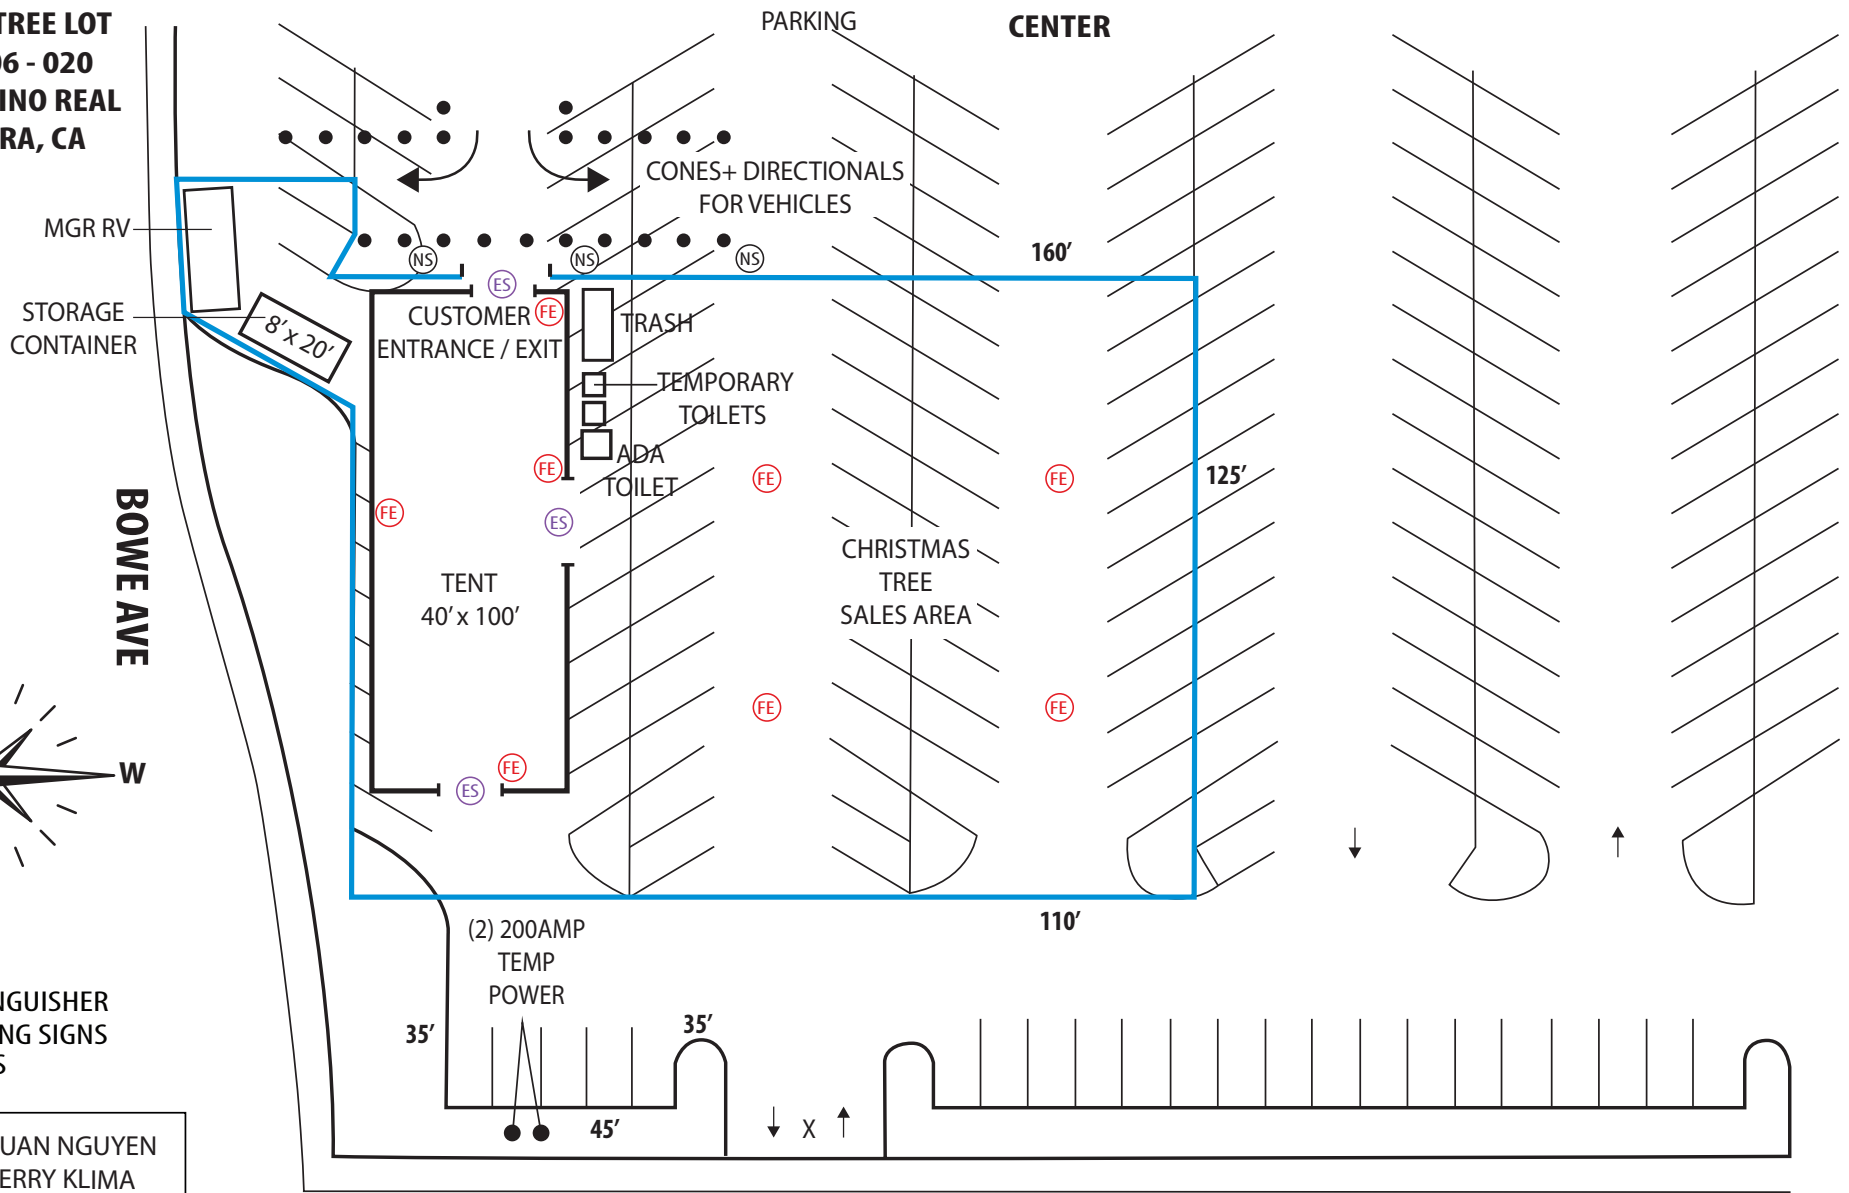 TREE LOT
06 - 020
INO REAL
RA, CA
PARKING
CENTER
CONES+ DIRECTIONALS
FOR VEHICLES
MGR RV
NS
NS
NS
160'
ES
STORAGE
CONTAINER
8' x 20'
CUSTOMER
ENTRANCE / EXIT
FE
TRASH
TEMPORARY
TOILETS
ADA
TOILET
FE
FE
FE
FE
125'
ES
BOWE AVE
CHRISTMAS
TREE
SALES AREA
TENT
40' x 100'
FE
FE
FE
ES
W
110'
(2) 200AMP
TEMP
POWER
35'
35'
45'
X
NGUISHER
NG SIGNS
S
UAN NGUYEN
ERRY KLIMA